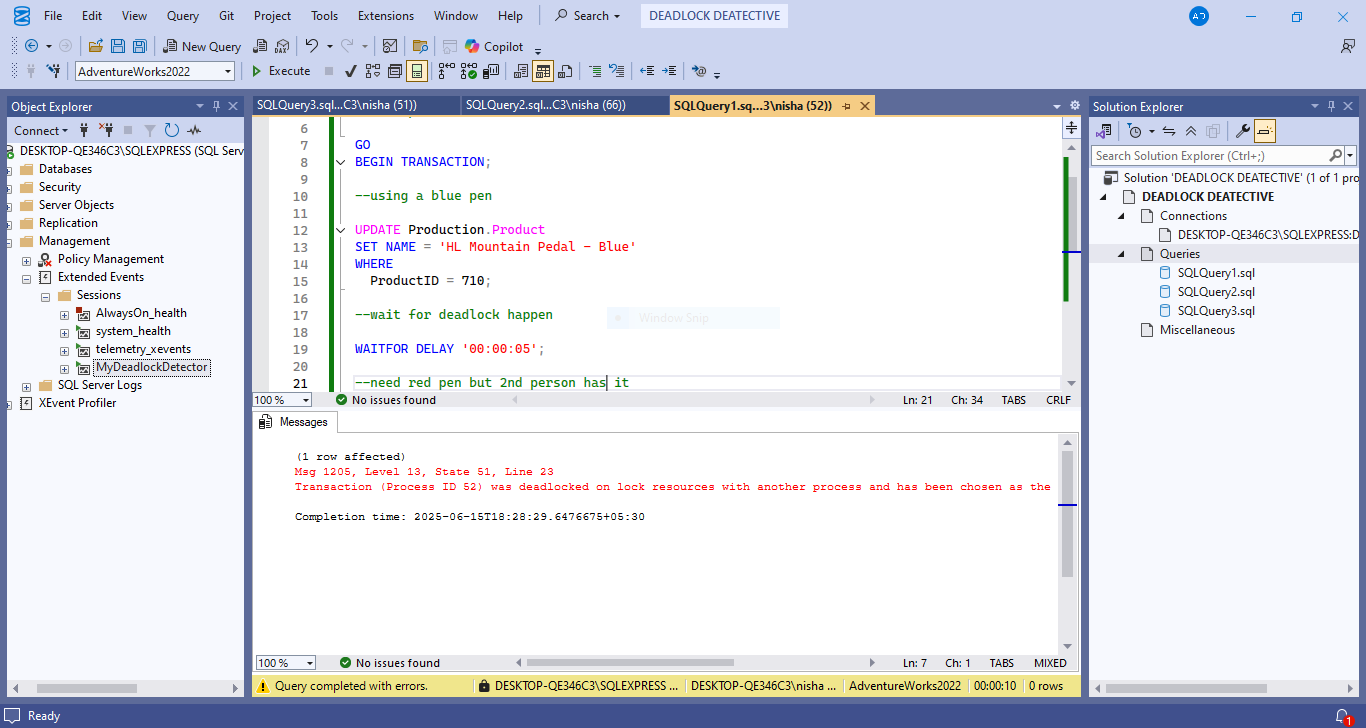 File Edit View Query Git Project Tools Extensions Window Help Search DEADLOCK DEATECTIVE AD
New Query DAX Copilot
AdventureWorks2022 Execute
Object Explorer
Connect
DESKTOP-QE346C3\SQLEXPRESS (SQL Serv
Databases
Security
Server Objects
Replication
Management
Policy Management
Extended Events
Sessions
AlwaysOn_health
system_health
telemetry_xevents
MyDeadlockDetector
SQL Server Logs
XEvent Profiler
SQLQuery3.sql...C3\nisha (51)) SQLQuery2.sql...C3\nisha (66)) SQLQuery1.sq...3\nisha (52))
6
7 GO
8 BEGIN TRANSACTION;
9
10 --using a blue pen
11
12 UPDATE Production.Product
13 SET NAME = 'HL Mountain Pedal - Blue'
14 WHERE
15 ProductID = 710;
16
17 --wait for deadlock happen
18
19 WAITFOR DELAY '00:00:05';
20
21 --need red pen but 2nd person has it
Window Snip
100 % No issues found Ln: 21 Ch: 34 TABS CRLF
Messages
(1 row affected)
Msg 1205, Level 13, State 51, Line 23
Transaction (Process ID 52) was deadlocked on lock resources with another process and has been chosen as the
Completion time: 2025-06-15T18:28:29.6476675+05:30
100 % No issues found Ln: 7 Ch: 1 TABS MIXED
Query completed with errors. DESKTOP-QE346C3\SQLEXPRESS ... DESKTOP-QE346C3\nisha ... AdventureWorks2022 00:00:10 0 rows
Solution Explorer
Search Solution Explorer (Ctrl+;)
Solution 'DEADLOCK DEATECTIVE' (1 of 1 pro
DEADLOCK DEATECTIVE
Connections
DESKTOP-QE346C3\SQLEXPRESS:D
Queries
SQLQuery1.sql
SQLQuery2.sql
SQLQuery3.sql
Miscellaneous
Ready 1